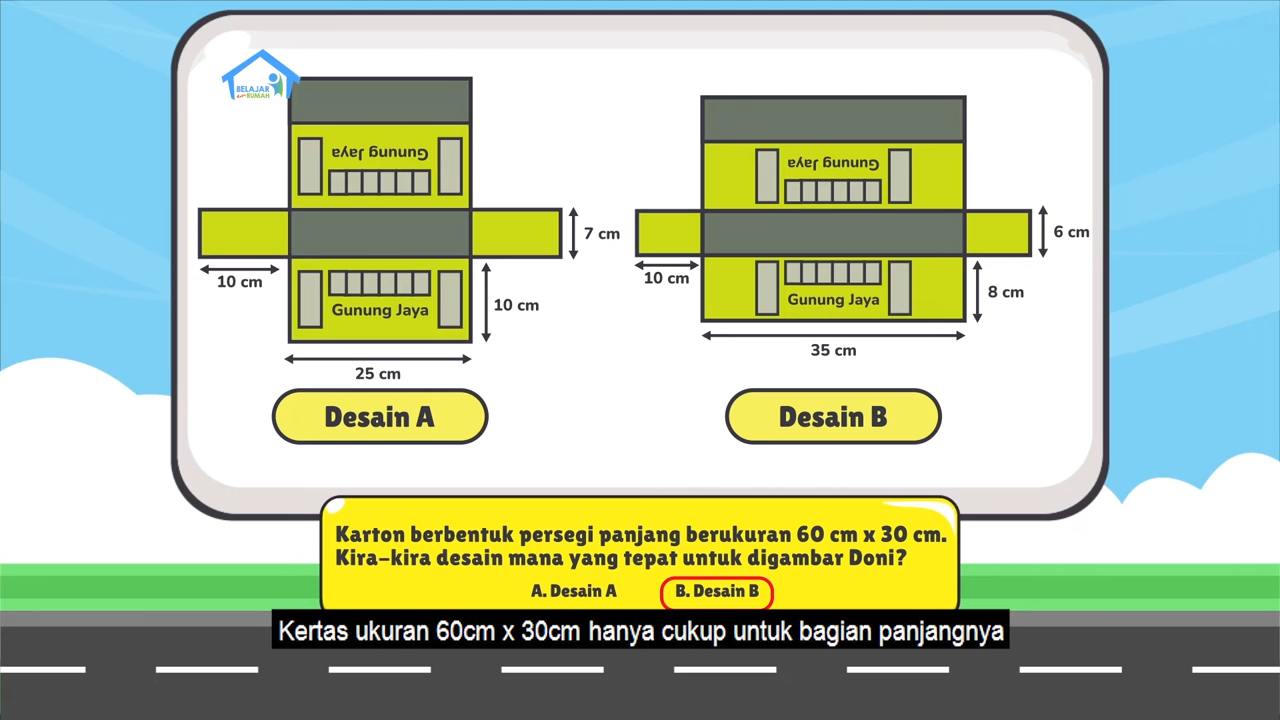 BELAJAR
dari RUMAH
Gunung Jaya
Gunung Jaya
7 cm
10 cm
10 cm
25 cm
Desain A
Gunung Jaya
Gunung Jaya
6 cm
10 cm
8 cm
35 cm
Desain B
Karton berbentuk persegi panjang berukuran 60 cm x 30 cm.
Kira-kira desain mana yang tepat untuk digambar Doni?
A. Desain A
B. Desain B
Kertas ukuran 60cm x 30cm hanya cukup untuk bagian panjangnya